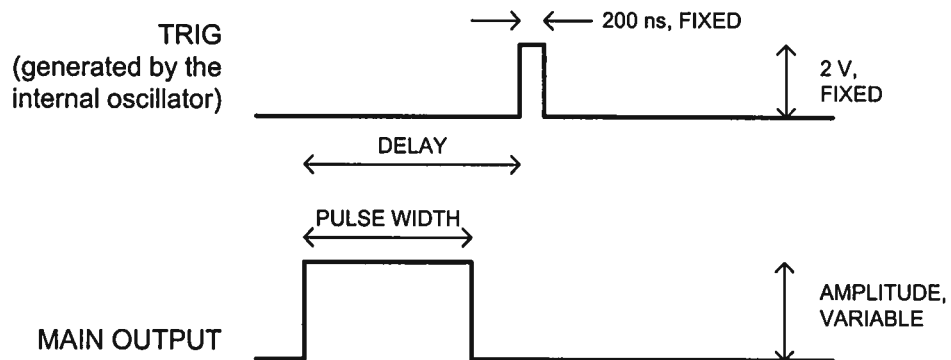 TRIG
(generated by the
internal oscillator)
200 ns, FIXED
2 V,
FIXED
DELAY
PULSE WIDTH
MAIN OUTPUT
AMPLITUDE,
VARIABLE